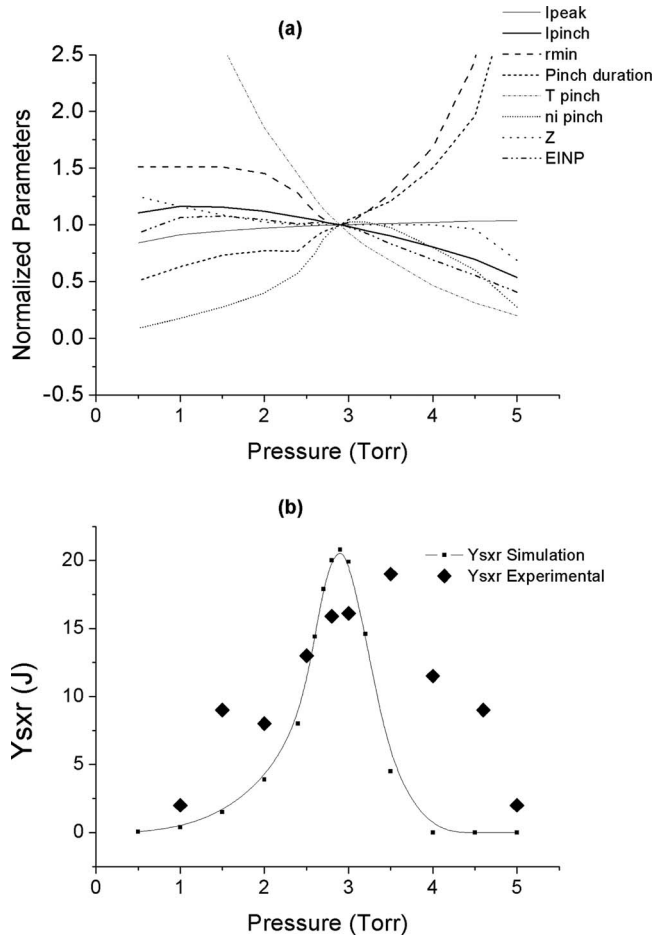 (a)
Ipeak
Ipinch
rmin
Pinch duration
T pinch
ni pinch
Z
EINP
Normalized Parameters
2.5
2.0
1.5
1.0
0.5
0.0
-0.5
0 1 2 3 4 5
Pressure (Torr)
(b)
Ysxr Simulation
Ysxr Experimental
Ysxr (J)
20
15
10
5
0
0 1 2 3 4 5
Pressure (Torr)